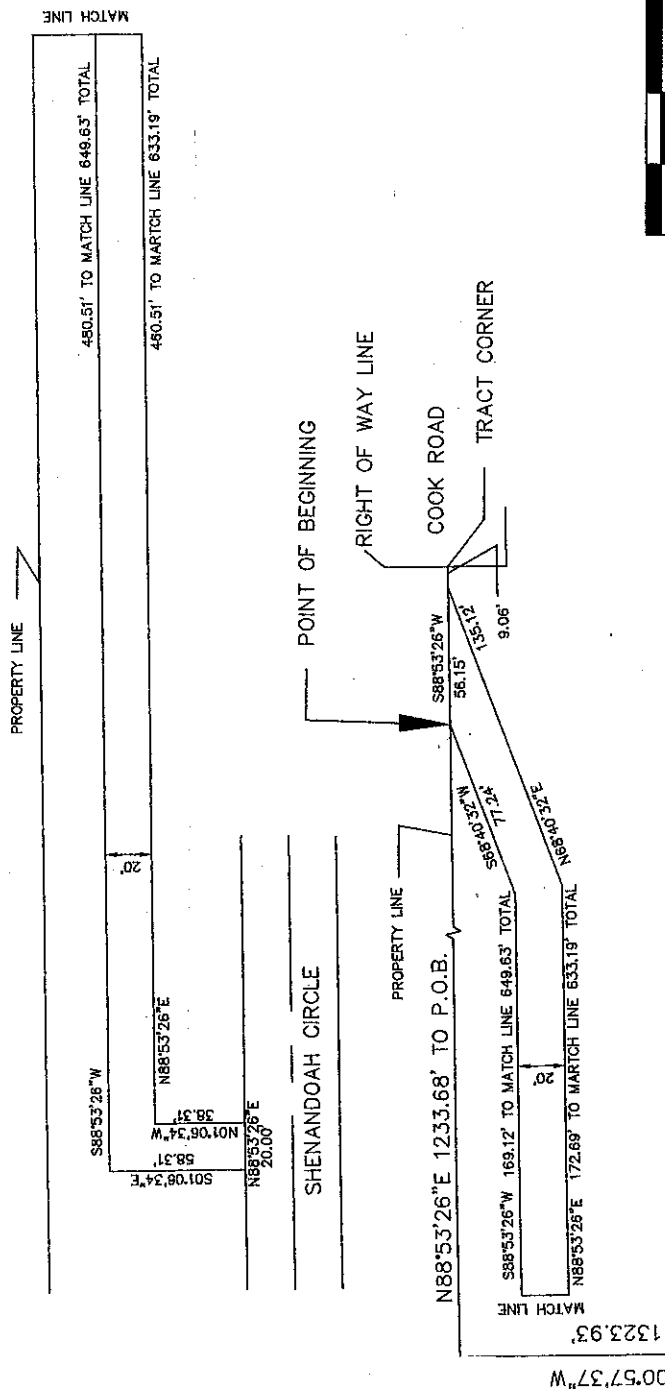 MATCH LINE
PROPERTY LINE
480.51' TO MATCH LINE 649.63' TOTAL
460.51' TO MARTCH LINE 633.19' TOTAL
20'
S88°53'26"W
N88°53'26"E
S01°06'34"E
58.31'
N01°06'34"W
38.31'
N88°53'26"E
20.00'
SHENANDOAH CIRCLE
POINT OF BEGINNING
RIGHT OF WAY LINE
COOK ROAD
TRACT CORNER
PROPERTY LINE
S88°53'26"W
56.15'
135.12'
9.06'
S68°40'32"W
77.24'
N68°40'32"E
N88°53'26"E 1233.68' TO P.O.B.
S88°53'26"W 169.12' TO MATCH LINE 649.63' TOTAL
20'
N88°53'26"E 172.69' TO MARTCH LINE 633.19' TOTAL
MATCH LINE
1323.93'
0°57'37"W